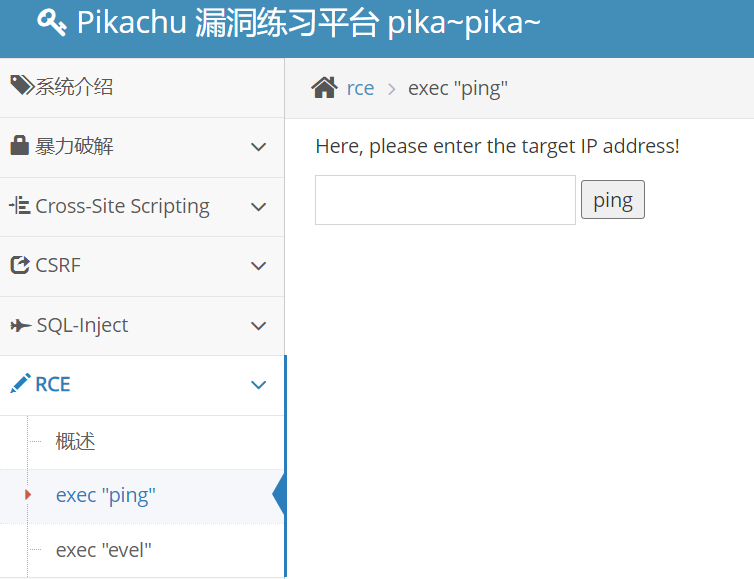 Pikachu 漏洞练习平台 pika~pika~
系统介绍
暴力破解
Cross-Site Scripting
CSRF
SQL-Inject
RCE
概述
exec "ping"
exec "evel"
rce > exec "ping"
Here, please enter the target IP address!
ping